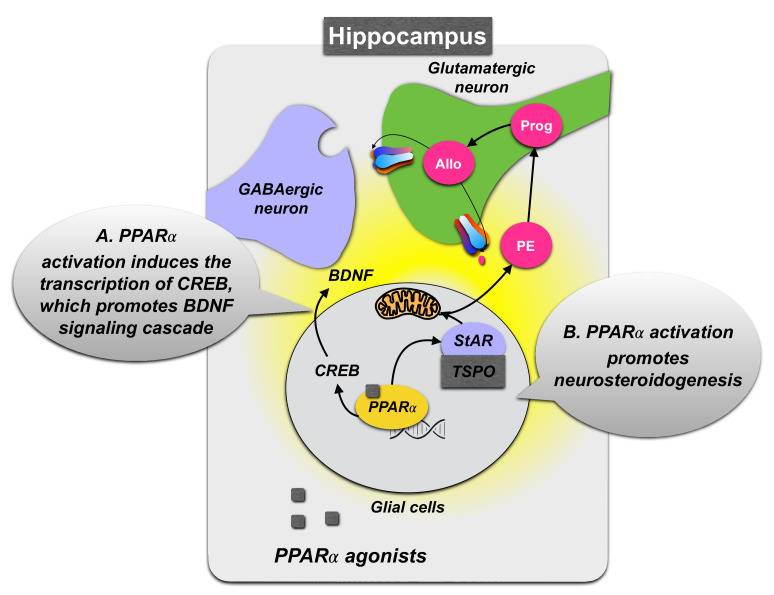 Hippocampus
Glutamatergic
neuron
Prog
Allo
GABAergic
neuron
PE
A. PPARα
activation induces the
transcription of CREB,
which promotes BDNF
signaling cascade
BDNF
StAR
TSPO
CREB
PPARα
B. PPARα activation
promotes
neurosteroidogenesis
Glial cells
PPARα agonists